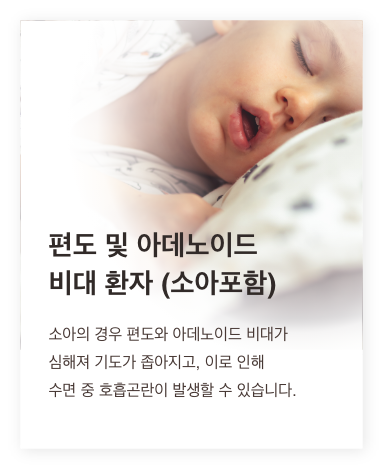 편도 및 아데노이드
비대 환자 (소아포함)
소아의 경우 편도와 아데노이드 비대가
심해져 기도가 좁아지고, 이로 인해
수면 중 호흡곤란이 발생할 수 있습니다.